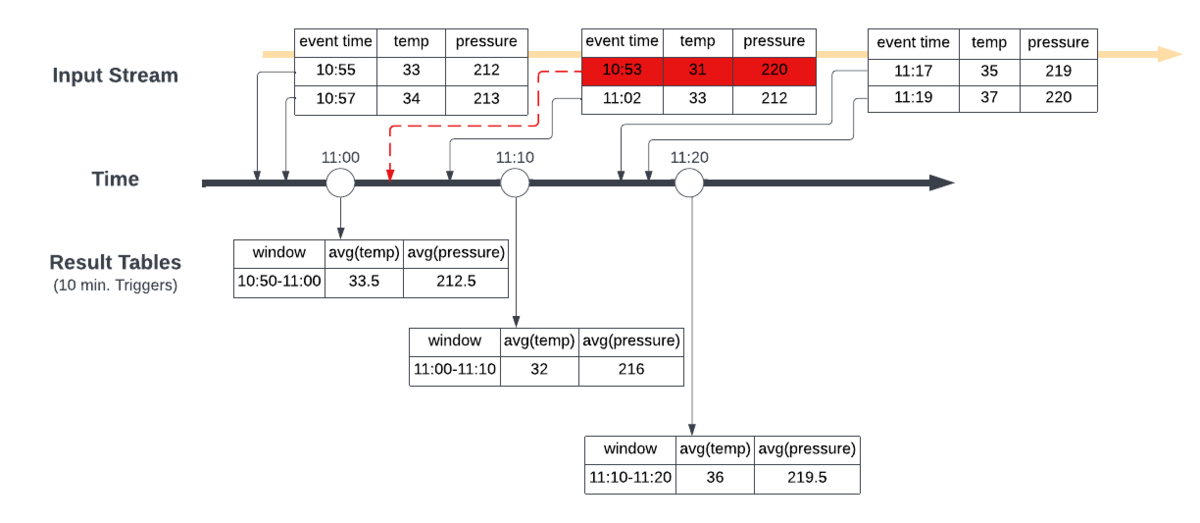 Input Stream
event time temp pressure
10:55 33 212
10:57 34 213
event time temp pressure
10:53 31 220
11:02 33 212
event time temp pressure
11:17 35 219
11:19 37 220
Time
11:00
11:10
11:20
Result Tables
(10 min. Triggers)
window avg(temp) avg(pressure)
10:50-11:00 33.5 212.5
window avg(temp) avg(pressure)
11:00-11:10 32 216
window avg(temp) avg(pressure)
11:10-11:20 36 219.5